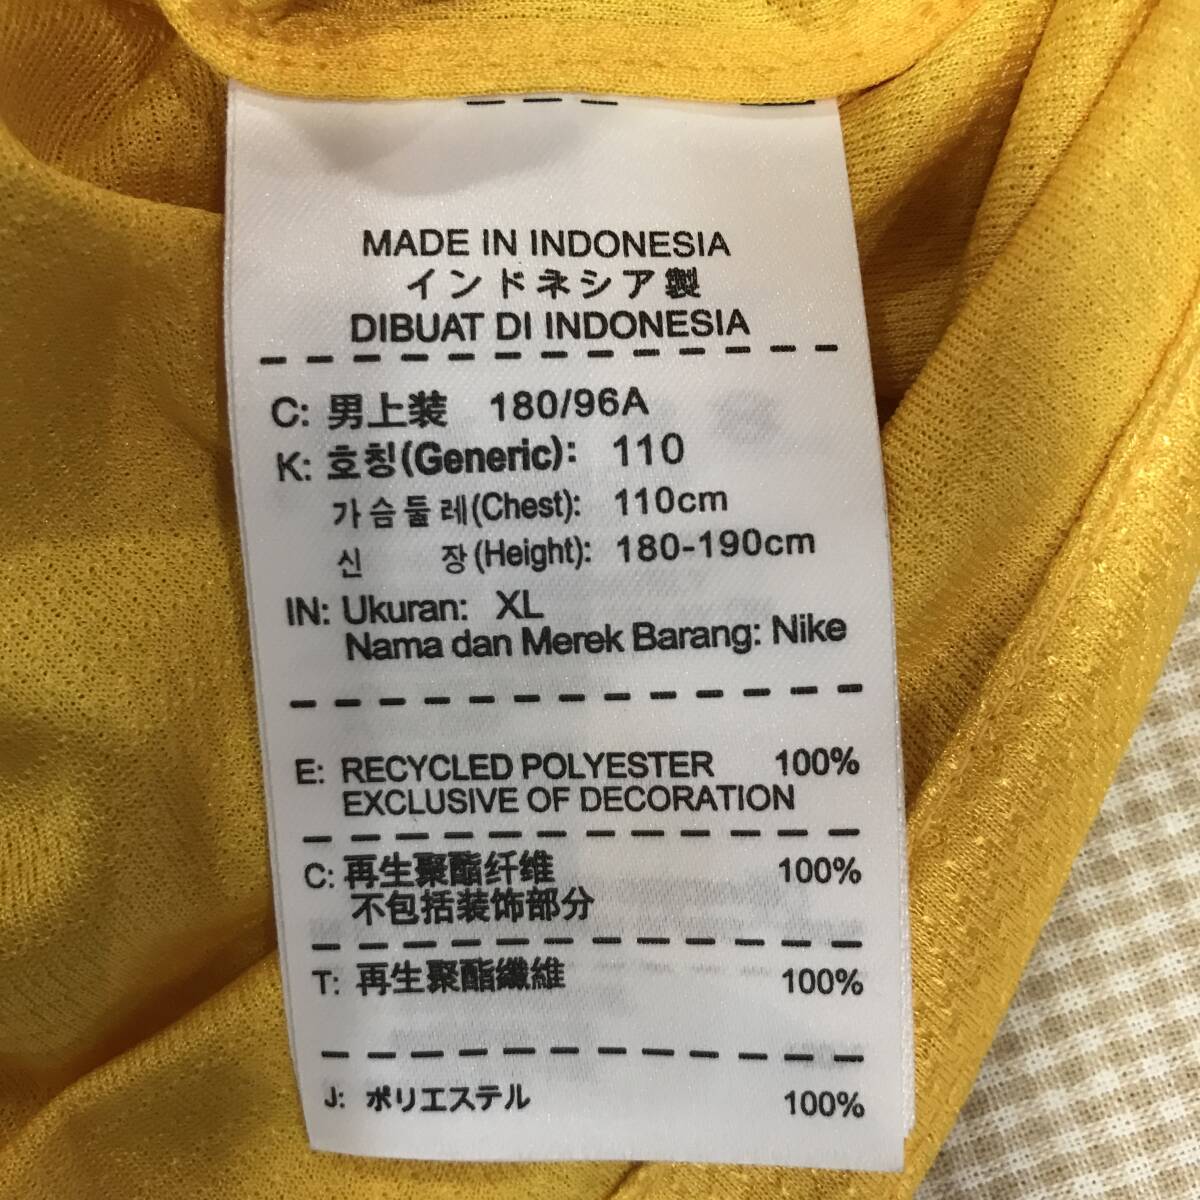 MADE IN INDONESIA
インドネシア製
DIBUAT DI INDONESIA
C: 男上装 180/96A
K: 호칭(Generic): 110
가슴둘레(Chest): 110cm
신 장(Height): 180-190cm
IN: Ukuran: XL
Nama dan Merek Barang: Nike
E: RECYCLED POLYESTER 100%
EXCLUSIVE OF DECORATION
C: 再生聚酯纤维 100%
不包括装饰部分
T: 再生聚酯纖維 100%
J: ポリエステル 100%